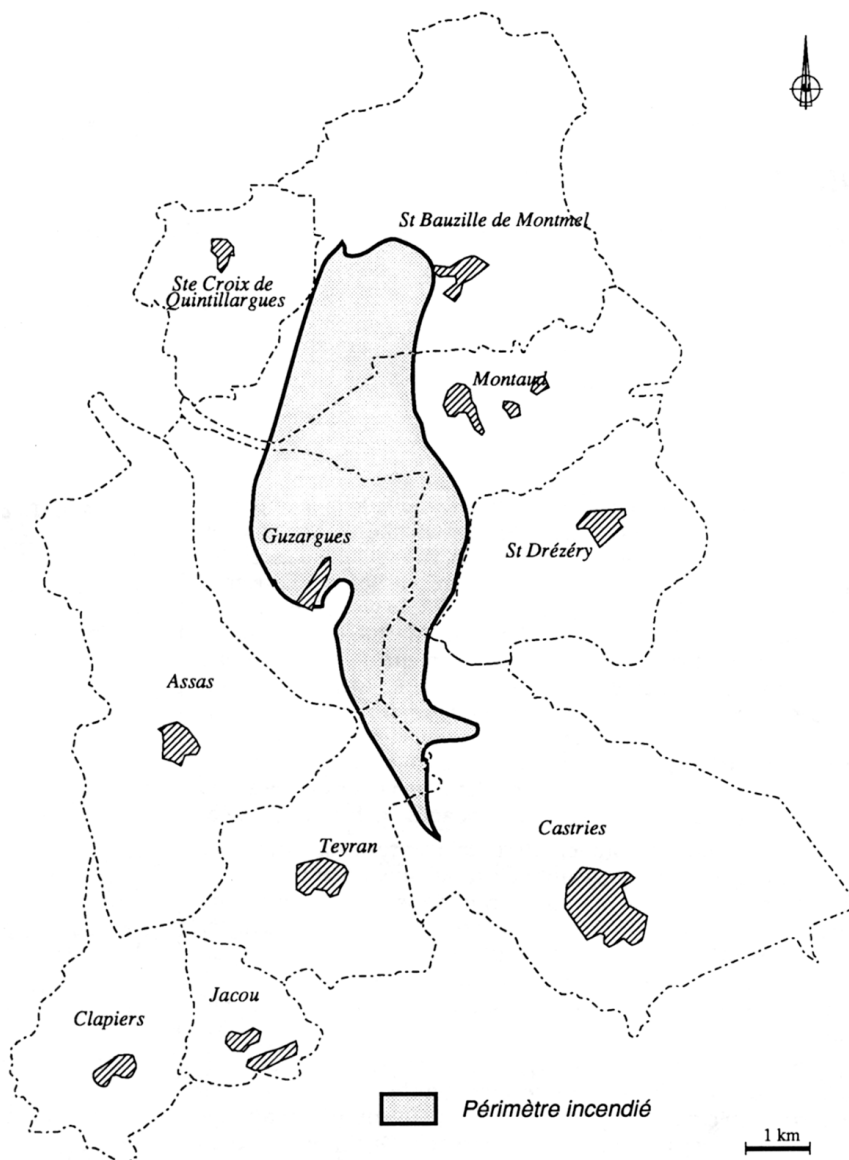 St Bauzille de Montmel
Ste Croix de
Quintillargues
Montaud
Guzargues
St Drézéry
Assas
Teyran
Castries
Jacou
Clapiers
Périmètre incendié
1 km